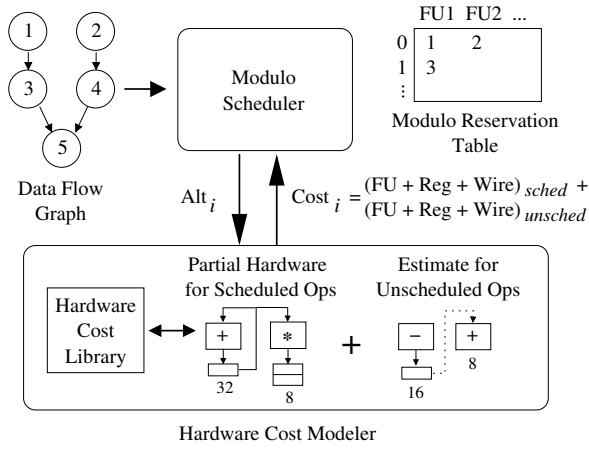 FU1 FU2 ...
1 2
3 4
5
Data Flow
Graph
Modulo
Scheduler
0 1 2
1 3
⋮
Modulo Reservation
Table
Alt i
Cost i = (FU + Reg + Wire) sched +
(FU + Reg + Wire) unsched
Partial Hardware
for Scheduled Ops
Estimate for
Unscheduled Ops
Hardware
Cost
Library
+ *
32
8
+
− +
16
8
Hardware Cost Modeler